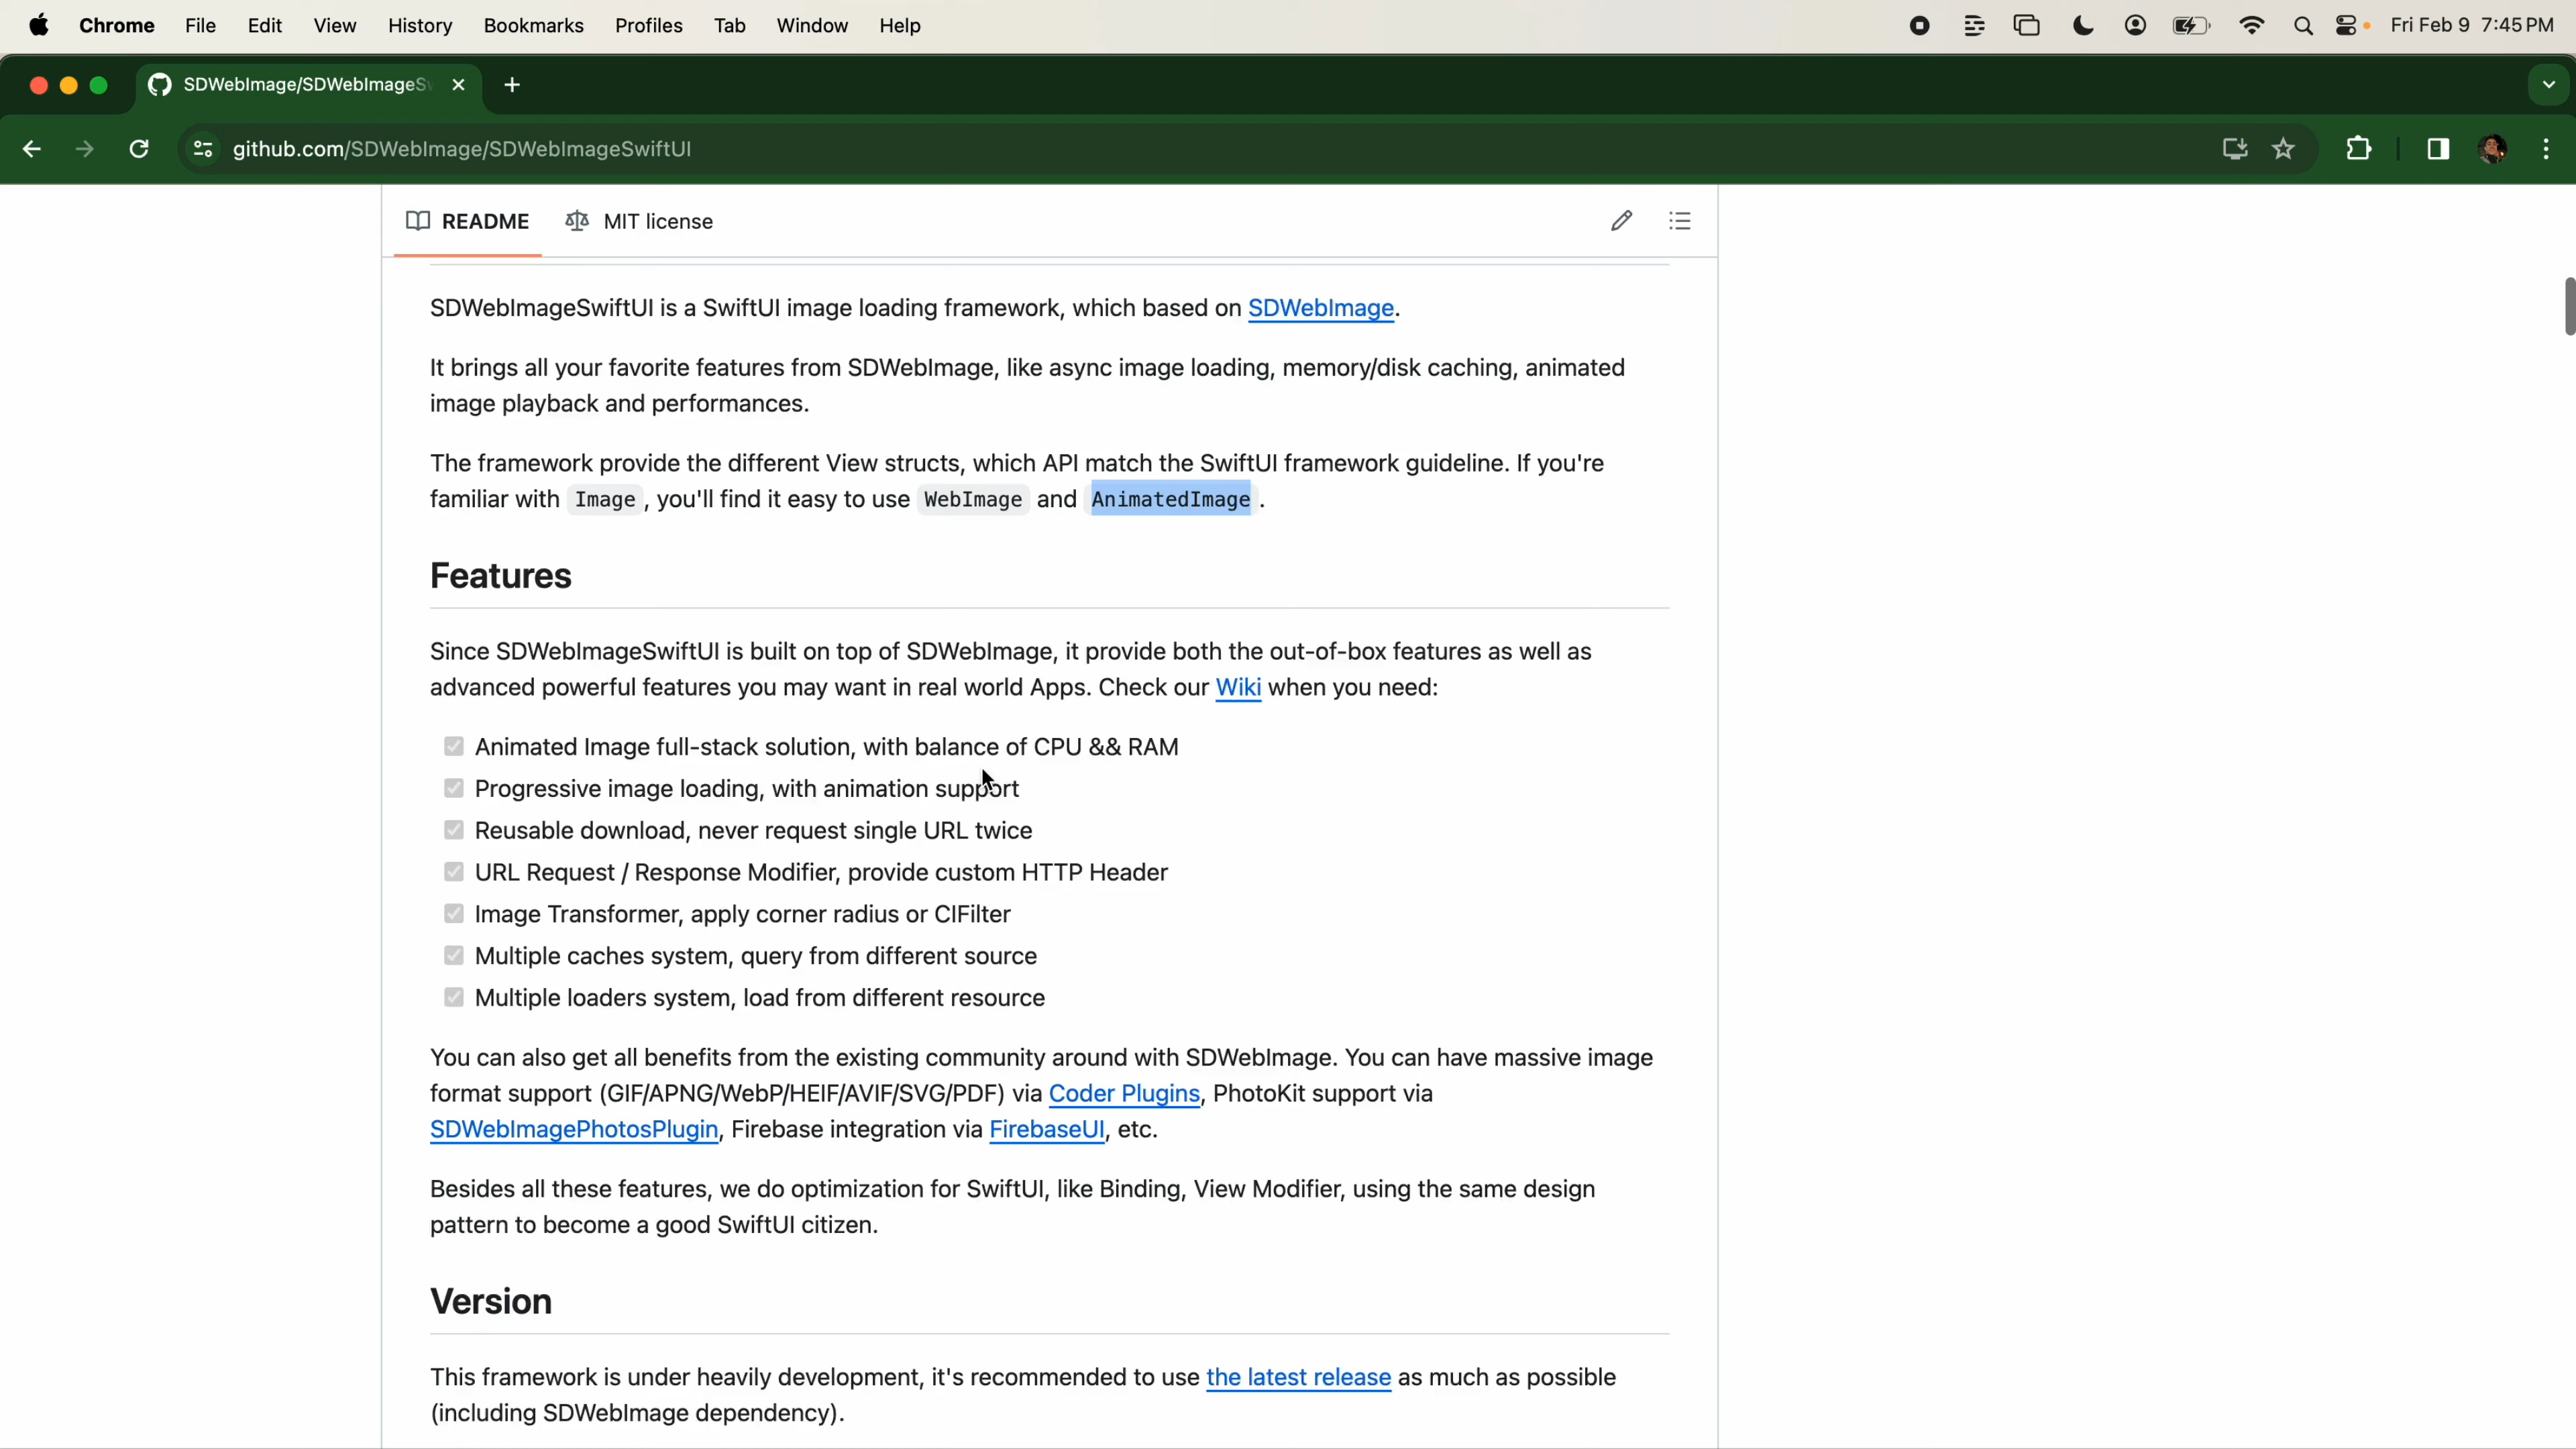 Chrome File Edit View History Bookmarks Profiles Tab Window Help Fri Feb 9 7:45 PM
SDWebImage/SDWebImageSw
github.com/SDWebImage/SDWebImageSwiftUI
README MIT license
SDWebImageSwiftUI is a SwiftUI image loading framework, which based on SDWebImage.
It brings all your favorite features from SDWebImage, like async image loading, memory/disk caching, animated
image playback and performances.
The framework provide the different View structs, which API match the SwiftUI framework guideline. If you're
familiar with Image, you'll find it easy to use WebImage and AnimatedImage.
Features
Since SDWebImageSwiftUI is built on top of SDWebImage, it provide both the out-of-box features as well as
advanced powerful features you may want in real world Apps. Check our Wiki when you need:
Animated Image full-stack solution, with balance of CPU && RAM
Progressive image loading, with animation support
Reusable download, never request single URL twice
URL Request / Response Modifier, provide custom HTTP Header
Image Transformer, apply corner radius or CIFilter
Multiple caches system, query from different source
Multiple loaders system, load from different resource
You can also get all benefits from the existing community around with SDWebImage. You can have massive image
format support (GIF/APNG/WebP/HEIF/AVIF/SVG/PDF) via Coder Plugins, PhotoKit support via
SDWebImagePhotosPlugin, Firebase integration via FirebaseUI, etc.
Besides all these features, we do optimization for SwiftUI, like Binding, View Modifier, using the same design
pattern to become a good SwiftUI citizen.
Version
This framework is under heavily development, it's recommended to use the latest release as much as possible
(including SDWebImage dependency).